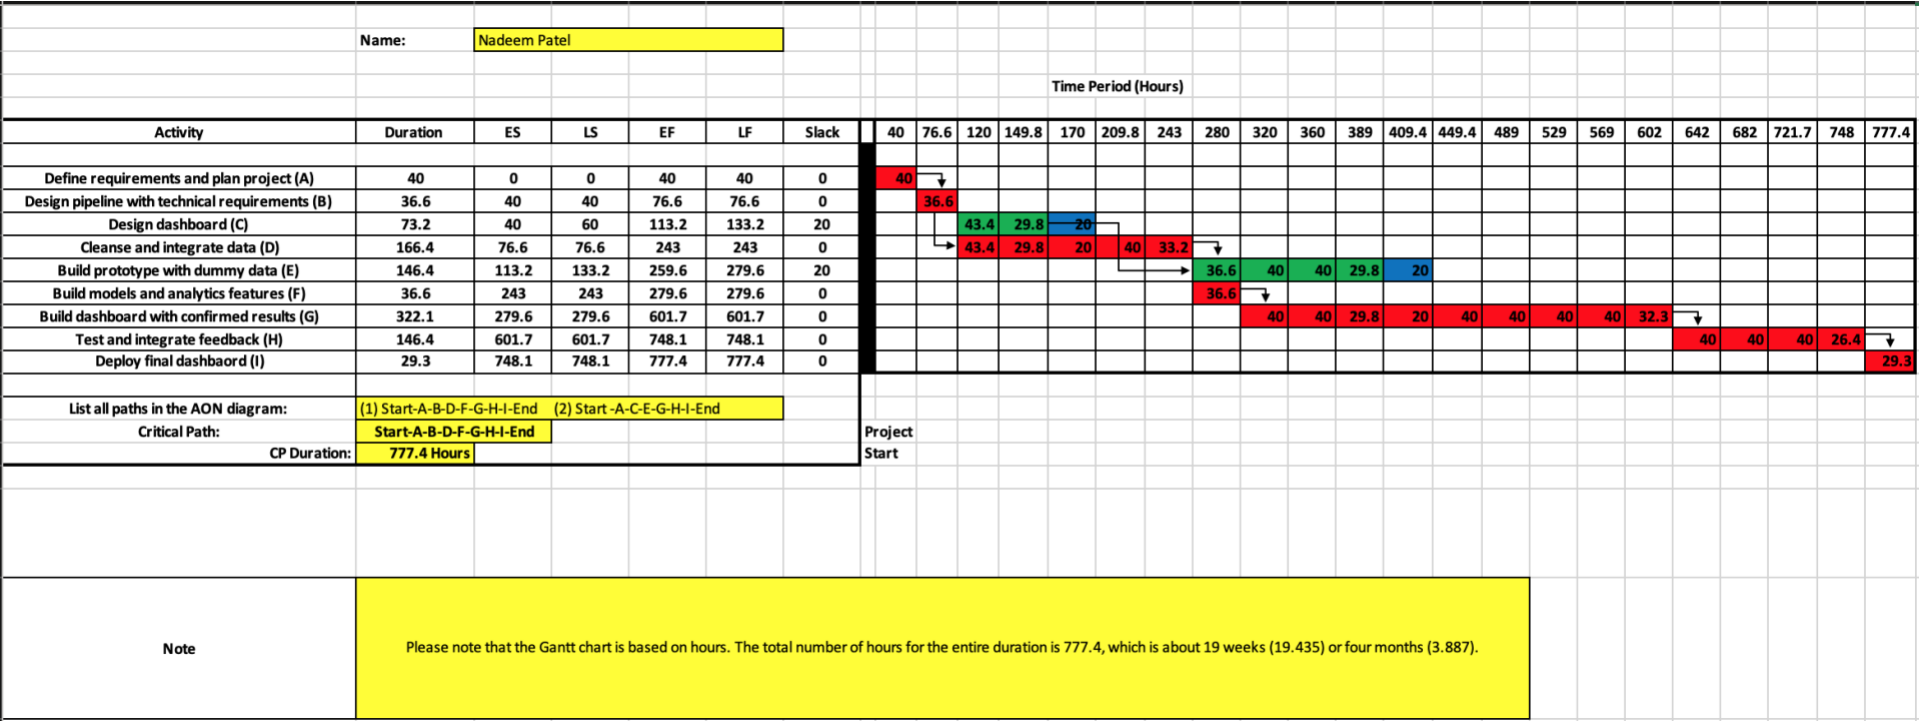 Name: Nadeem Patel
Time Period (Hours)
Activity Duration ES LS EF LF Slack 40 76.6 120 149.8 170 209.8 243 280 320 360 389 409.4 449.4 489 529 569 602 642 682 721.7 748 777.4
Define requirements and plan project (A) 40 0 0 40 40 0 40
Design pipeline with technical requirements (B) 36.6 40 40 76.6 76.6 0 36.6
Design dashboard (C) 73.2 40 60 113.2 133.2 20 43.4 29.8 20
Cleanse and integrate data (D) 166.4 76.6 76.6 243 243 0 43.4 29.8 20 40 33.2
Build prototype with dummy data (E) 146.4 113.2 133.2 259.6 279.6 20 36.6 40 40 29.8 20
Build models and analytics features (F) 36.6 243 243 279.6 279.6 0 36.6
Build dashboard with confirmed results (G) 322.1 279.6 279.6 601.7 601.7 0 40 40 29.8 20 40 40 40 40 32.3
Test and integrate feedback (H) 146.4 601.7 601.7 748.1 748.1 0 40 40 40 26.4
Deploy final dashbaord (I) 29.3 748.1 748.1 777.4 777.4 0 29.3
List all paths in the AON diagram: (1) Start-A-B-D-F-G-H-I-End (2) Start -A-C-E-G-H-I-End
Critical Path: Start-A-B-D-F-G-H-I-End Project
CP Duration: 777.4 Hours Start
Note Please note that the Gantt chart is based on hours. The total number of hours for the entire duration is 777.4, which is about 19 weeks (19.435) or four months (3.887).